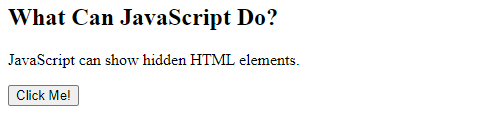 What Can JavaScript Do?
JavaScript can show hidden HTML elements.
Click Me!